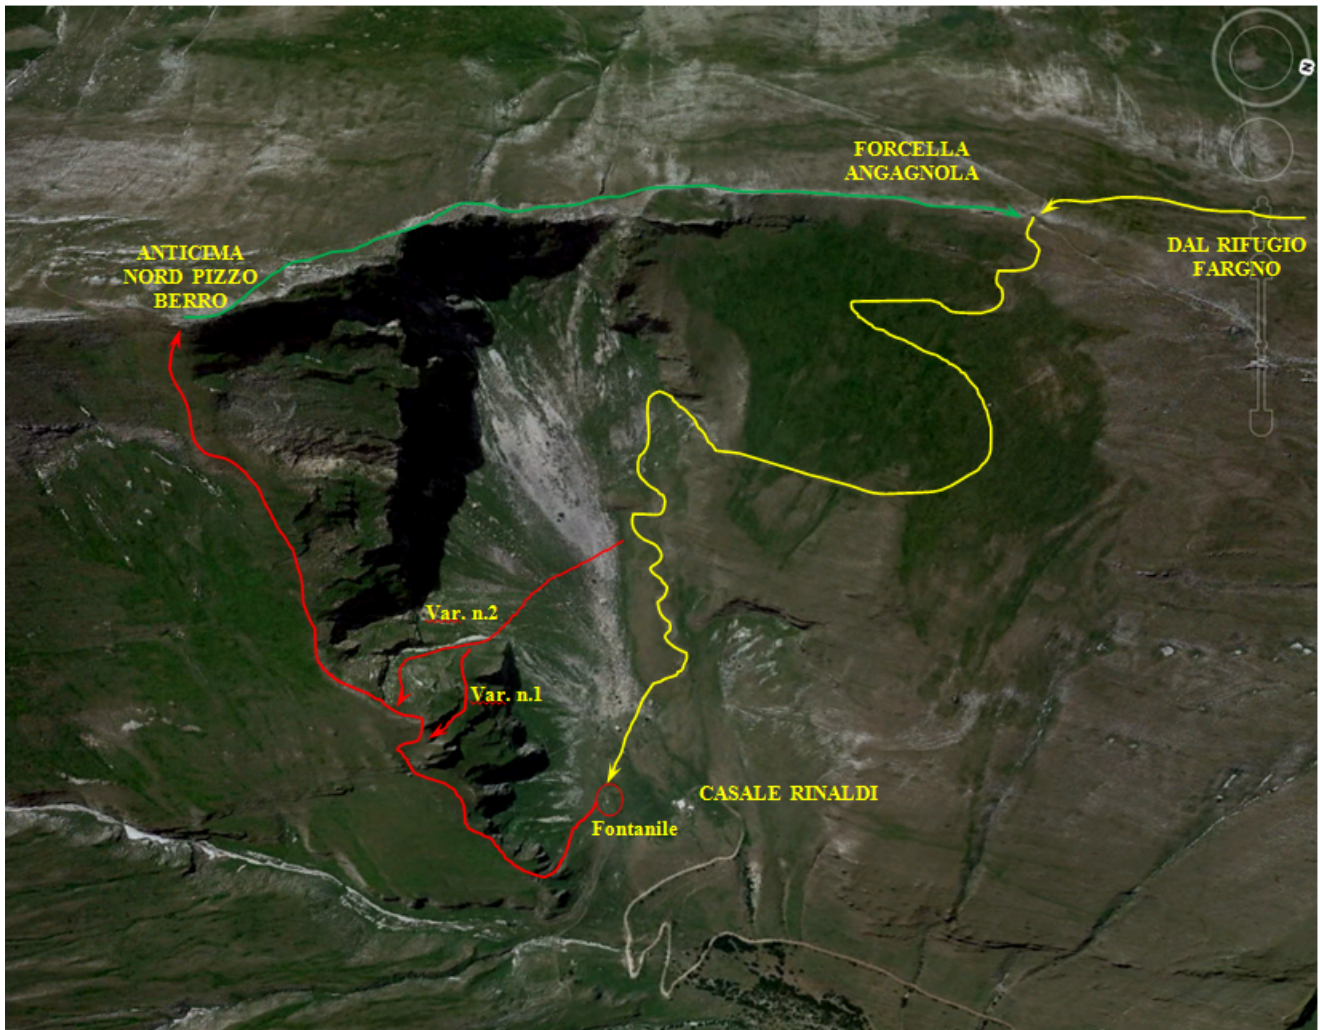 FORCELLA
ANGAGNOLA
DAL RIFUGIO
FARGNO
ANTICIMA
NORD PIZZO
BERRO
Var. n.2
Var. n.1
CASALE RINALDI
Fontanile
N